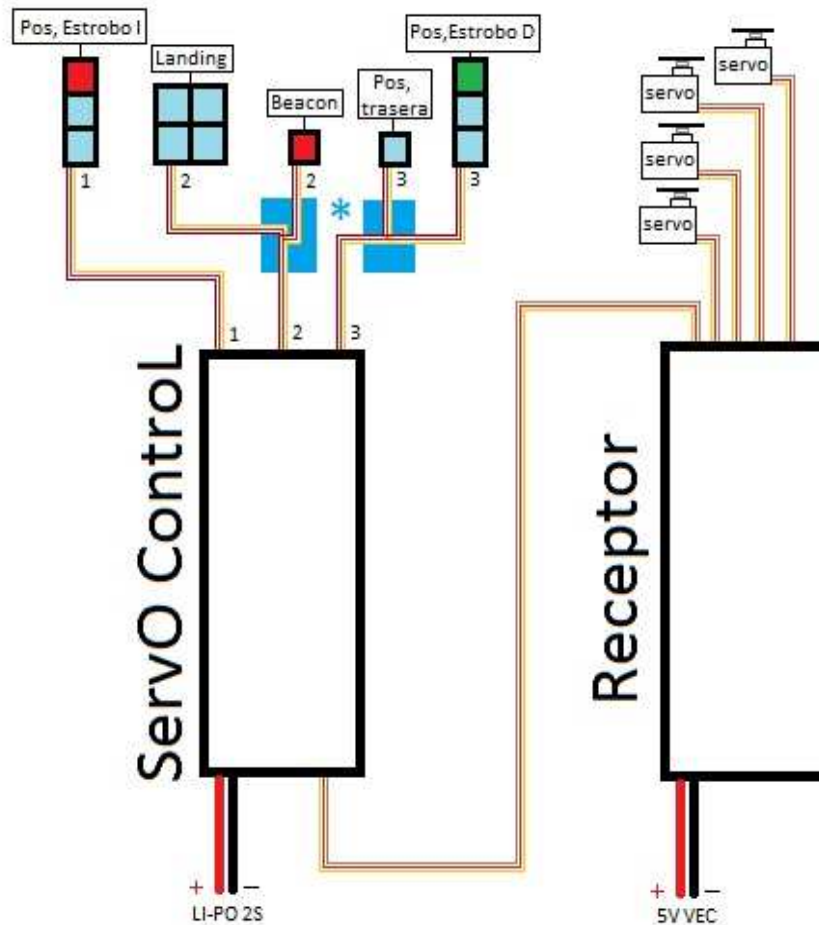 Pos, Estrobo I
Landing
Beacon
Pos,
trasera
Pos,Estrobo D
servo
servo
servo
servo
1
2
2
3
3
*
1
2
3
ServO ControL
Receptor
+
−
LI-PO 2S
+
−
5V VEC